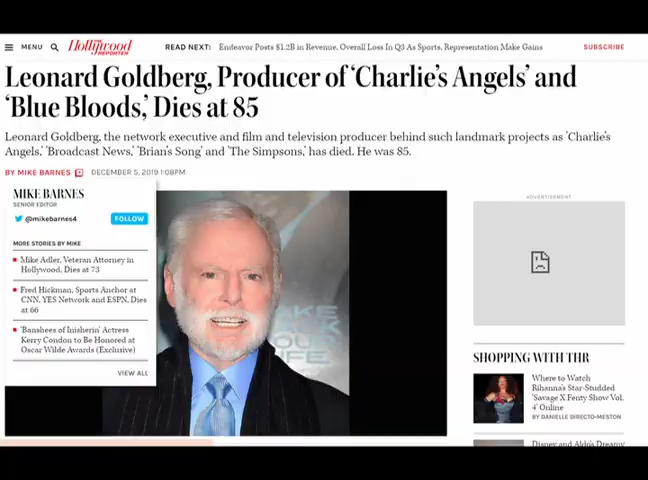 MENU
The Hollywood REPORTER
READ NEXT: Endeavor Posts $1.2B in Revenue, Overall Loss In Q3 As Sports, Representation Make Gains
SUBSCRIBE
Leonard Goldberg, Producer of 'Charlie's Angels' and
'Blue Bloods,' Dies at 85
Leonard Goldberg, the network executive and film and television producer behind such landmark projects as 'Charlie's
Angels,' 'Broadcast News,' 'Brian's Song' and 'The Simpsons,' has died. He was 85.
BY MIKE BARNES
DECEMBER 5, 2019 1:08PM
MIKE BARNES
SENIOR EDITOR
@mikebarnes4
FOLLOW
MORE STORIES BY MIKE
Mike Adler, Veteran Attorney in
Hollywood, Dies at 73
Fred Hickman, Sports Anchor at
CNN, YES Network and ESPN, Dies
at 66
'Banshees of Inisherin' Actress
Kerry Condon to Be Honored at
Oscar Wilde Awards (Exclusive)
VIEW ALL
LIFE
ADVERTISEMENT
SHOPPING WITH THR
Where to Watch
Rihanna's Star-Studded
'Savage X Fenty Show Vol.
4' Online
BY DANIELLE DIRECTO-MESTON
Disney and Aldo's Dreamy